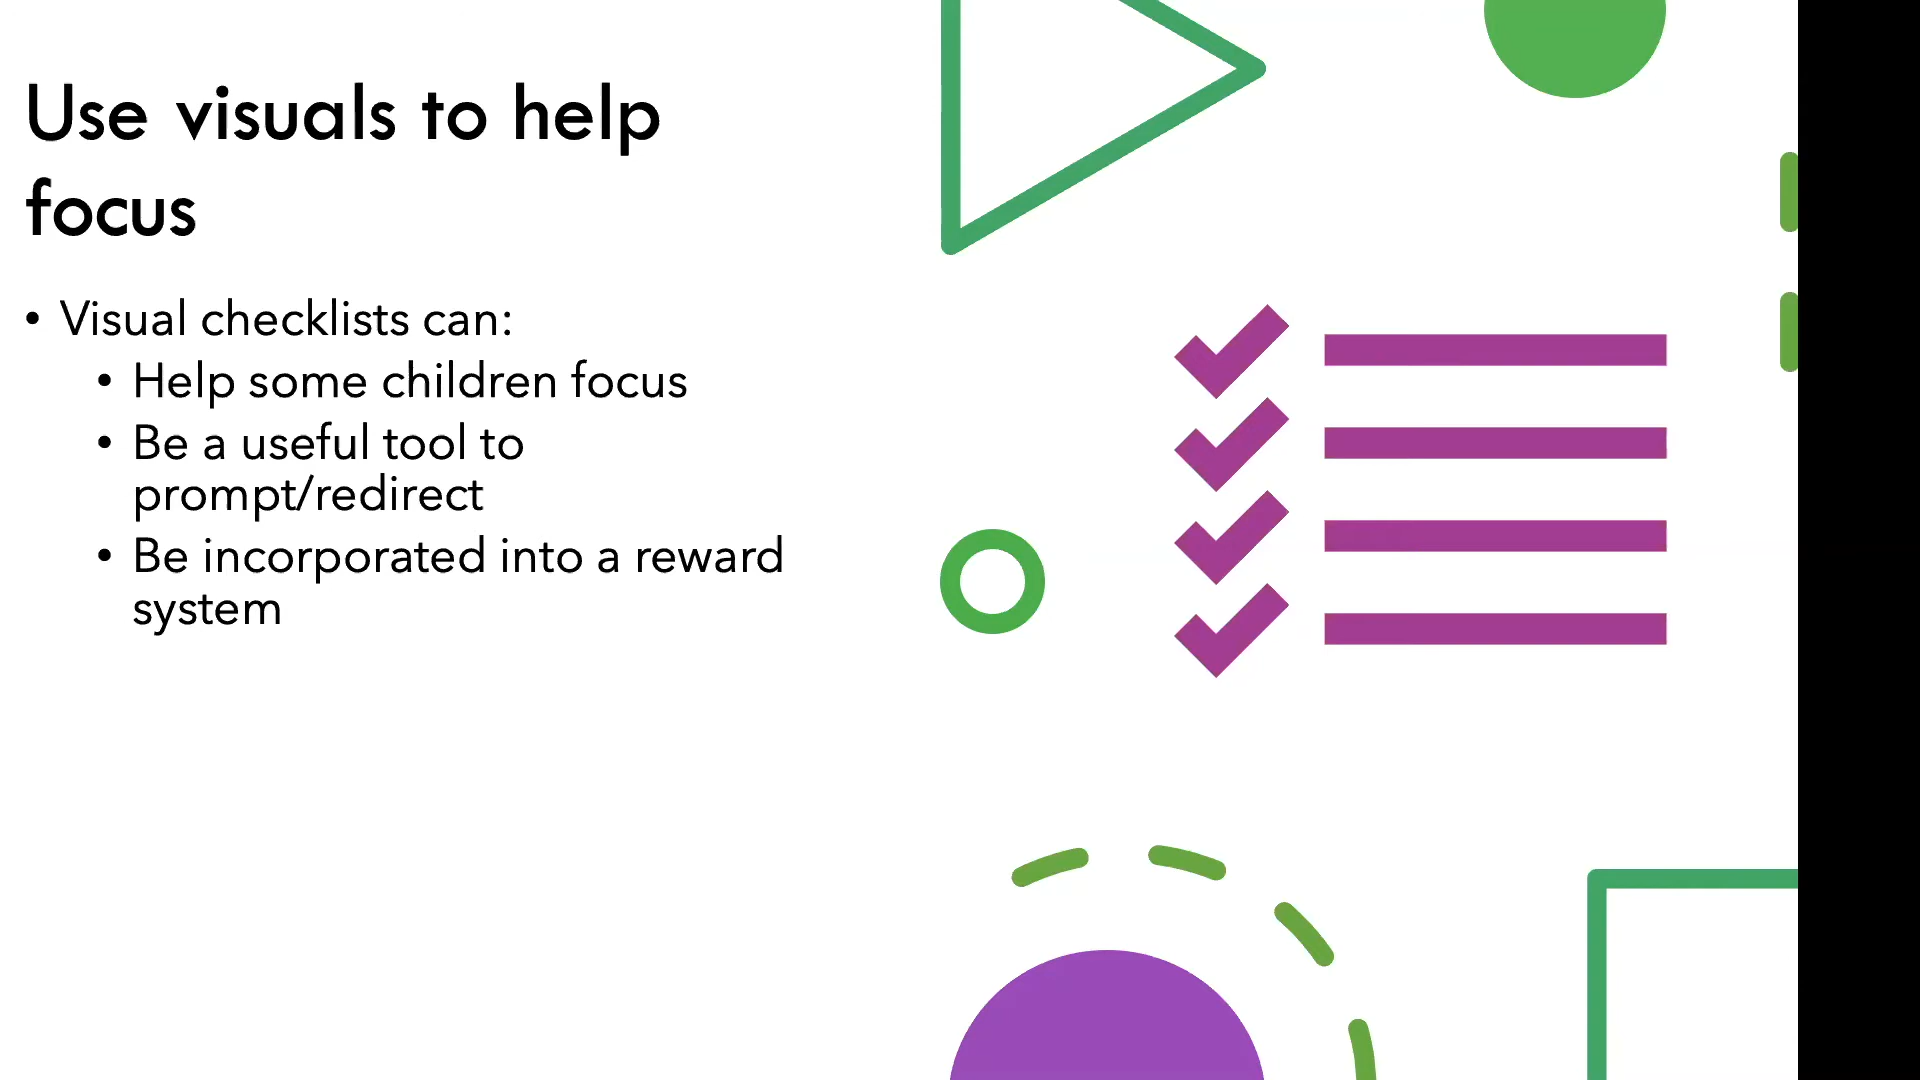 Use visuals to help
focus
• Visual checklists can:
• Help some children focus
• Be a useful tool to
prompt/redirect
• Be incorporated into a reward
system